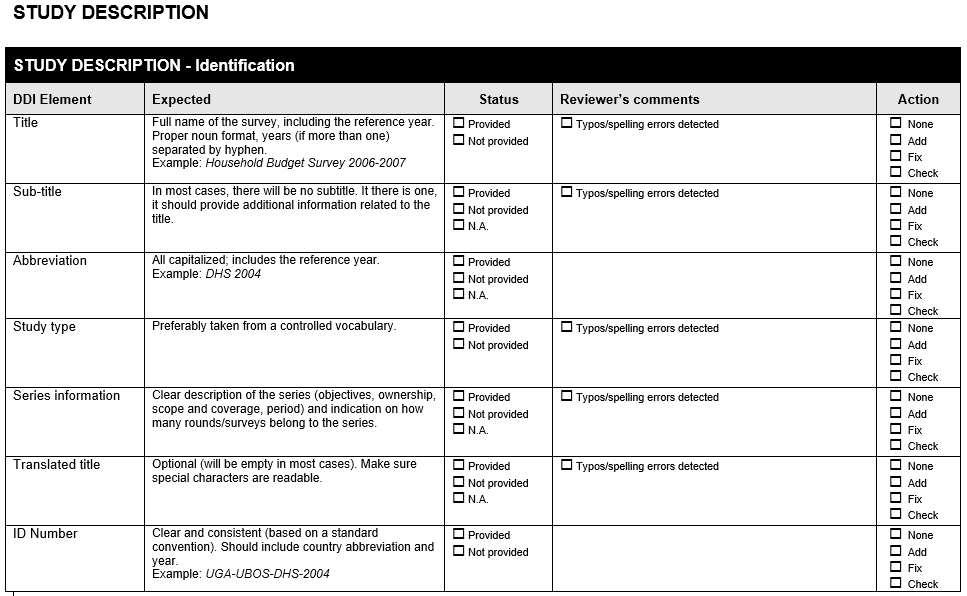 STUDY DESCRIPTION
STUDY DESCRIPTION - Identification
DDI Element
Expected
Status
Reviewer's comments
Action
Title
Full name of the survey, including the reference year.
Proper noun format, years (if more than one)
separated by hyphen.
Example: Household Budget Survey 2006-2007
Provided
Not provided
Typos/spelling errors detected
None
Add
Fix
Check
Sub-title
In most cases, there will be no subtitle. It there is one,
it should provide additional information related to the
title.
Provided
Not provided
N.A.
Typos/spelling errors detected
None
Add
Fix
Check
Abbreviation
All capitalized; includes the reference year.
Example: DHS 2004
Provided
Not provided
N.A.
None
Add
Fix
Check
Study type
Preferably taken from a controlled vocabulary.
Provided
Not provided
Typos/spelling errors detected
None
Add
Fix
Check
Series information
Clear description of the series (objectives, ownership,
scope and coverage, period) and indication on how
many rounds/surveys belong to the series.
Provided
Not provided
N.A.
Typos/spelling errors detected
None
Add
Fix
Check
Translated title
Optional (will be empty in most cases). Make sure
special characters are readable.
Provided
Not provided
N.A.
Typos/spelling errors detected
None
Add
Fix
Check
ID Number
Clear and consistent (based on a standard
convention). Should include country abbreviation and
year.
Example: UGA-UBOS-DHS-2004
Provided
Not provided
None
Add
Fix
Check